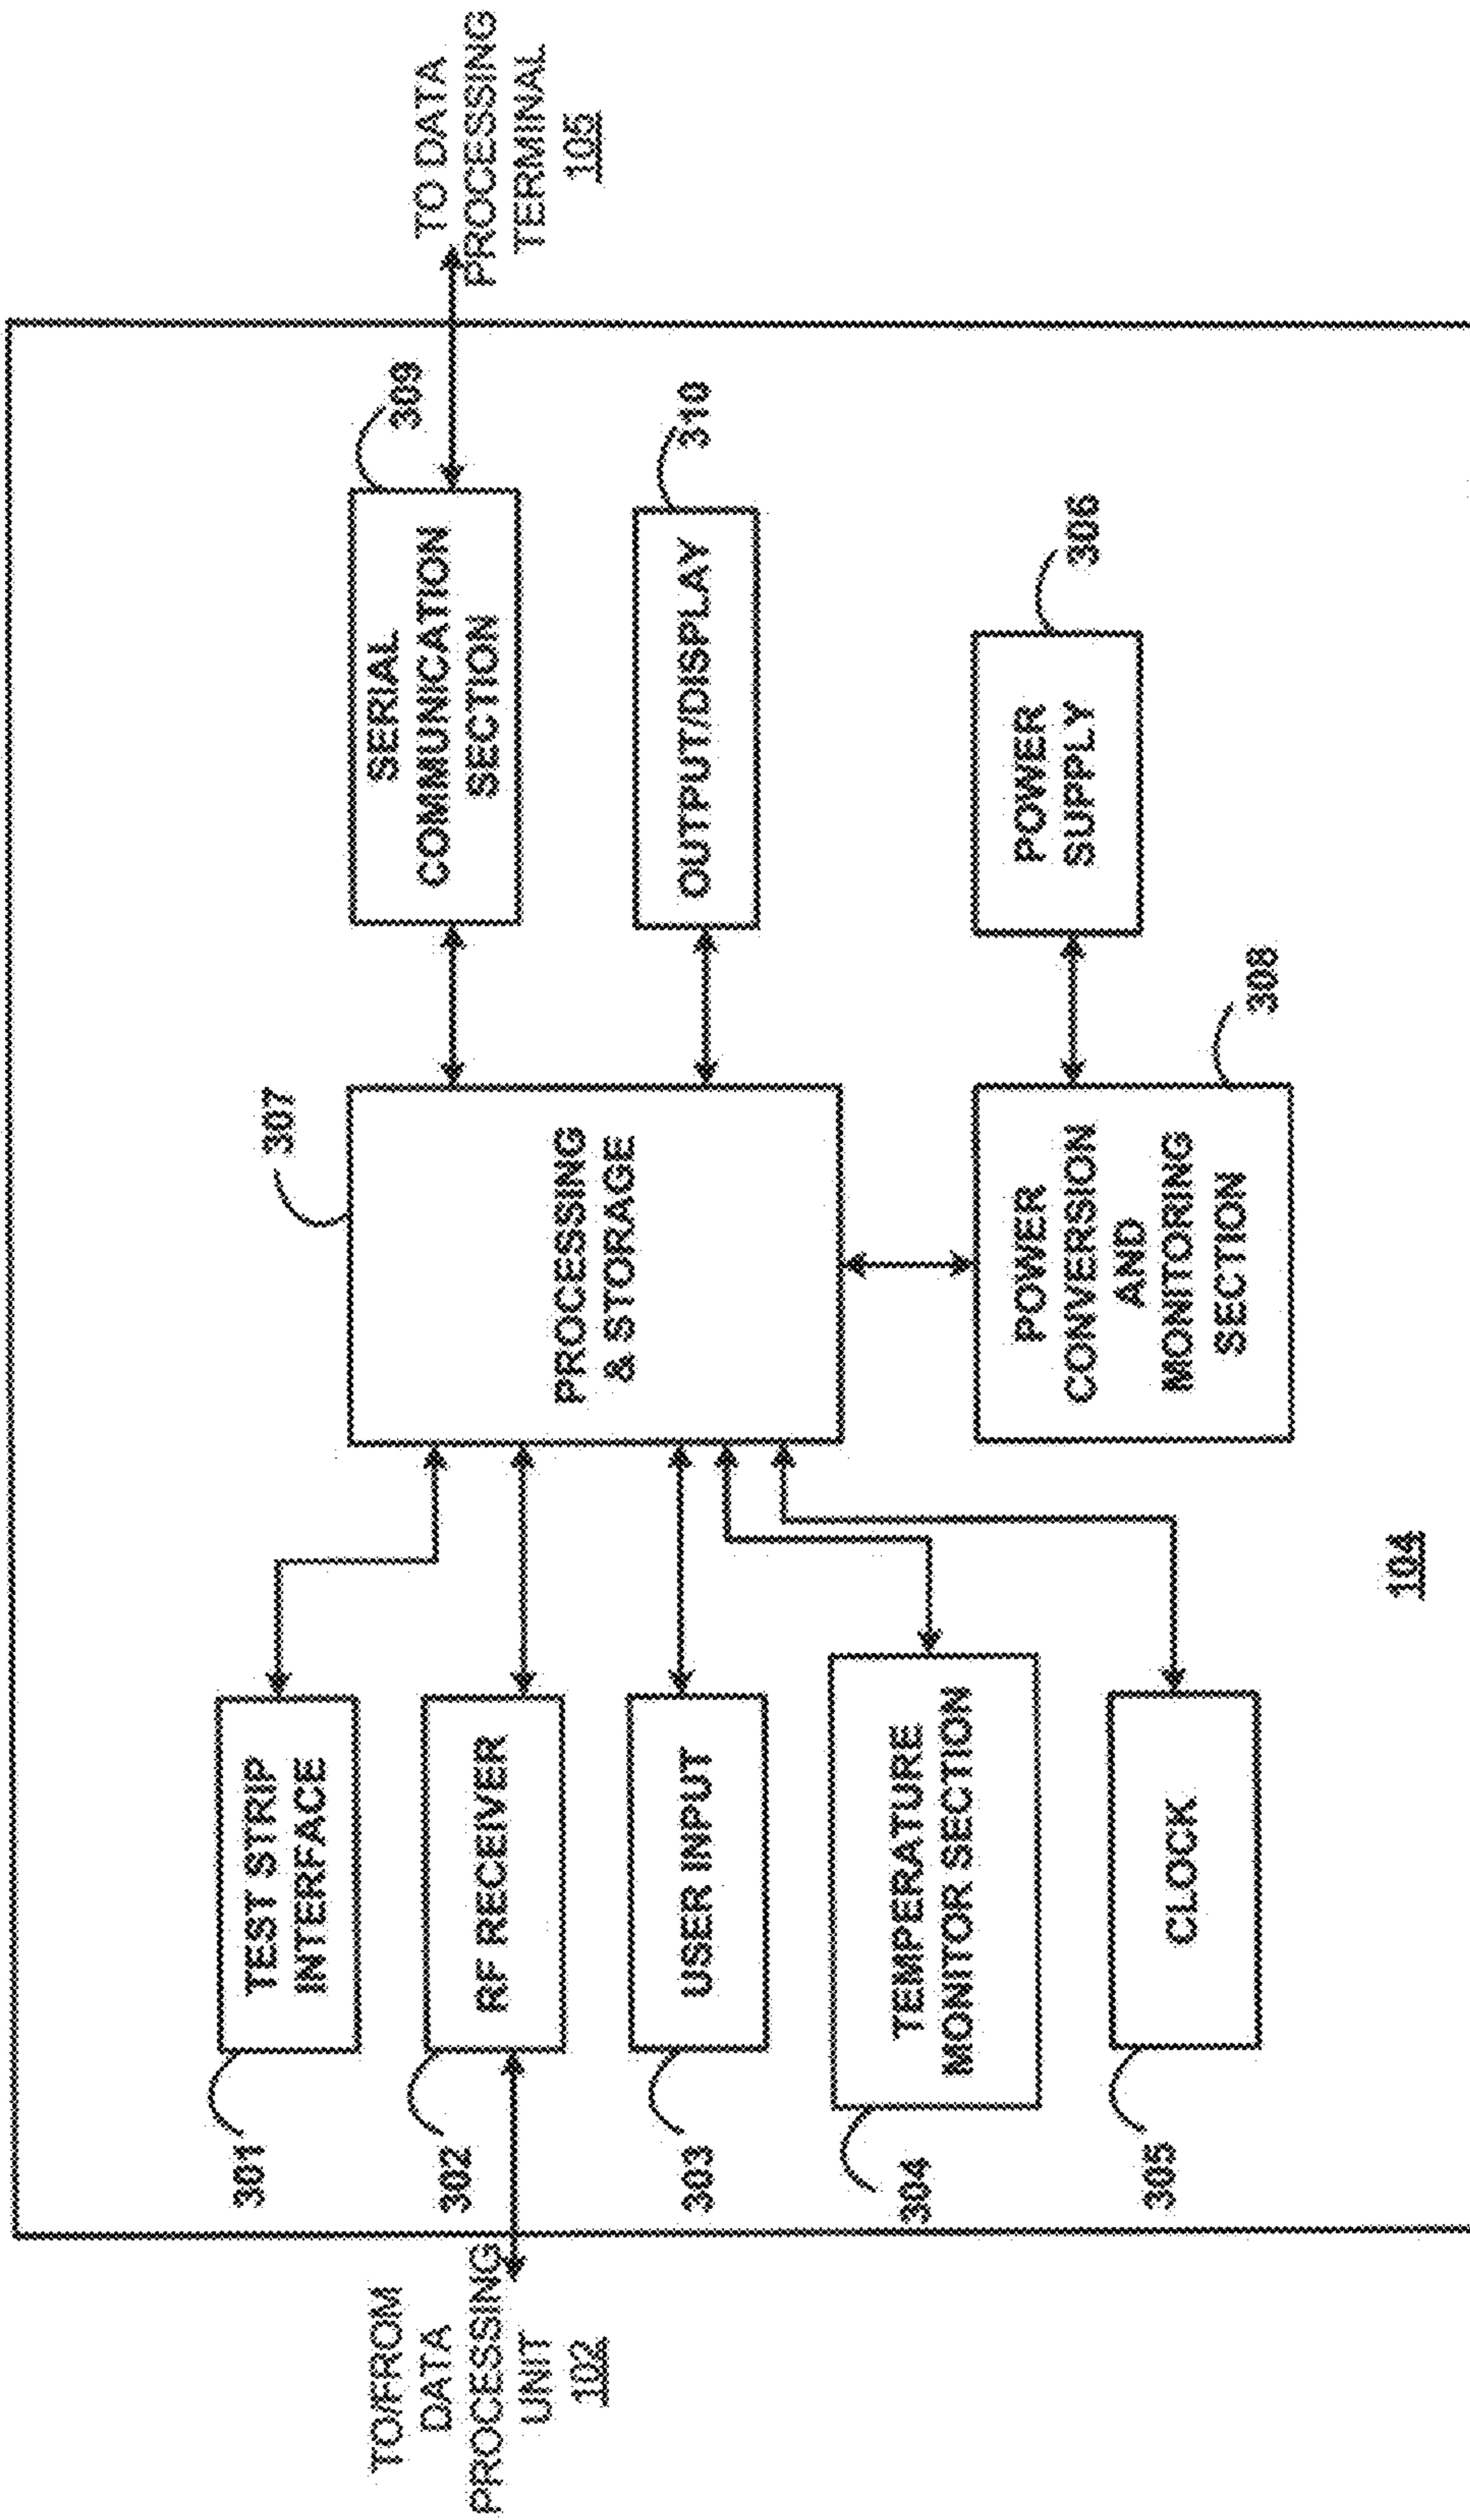 TO/FROM
DATA
PROCESSING
UNIT
102
301
TEST STRIP
INTERFACE
302
RF RECEIVER
303
USER INPUT
304
TEMPERATURE
MONITOR SECTION
305
CLOCK
307
PROCESSING
& STORAGE
POWER
CONVERSION
AND
MONITORING
SECTION
308
SERIAL
COMMUNICATION
SECTION
309
OUTPUT/DISPLAY
310
POWER
SUPPLY
306
TO DATA
PROCESSING
TERMINAL
105
104